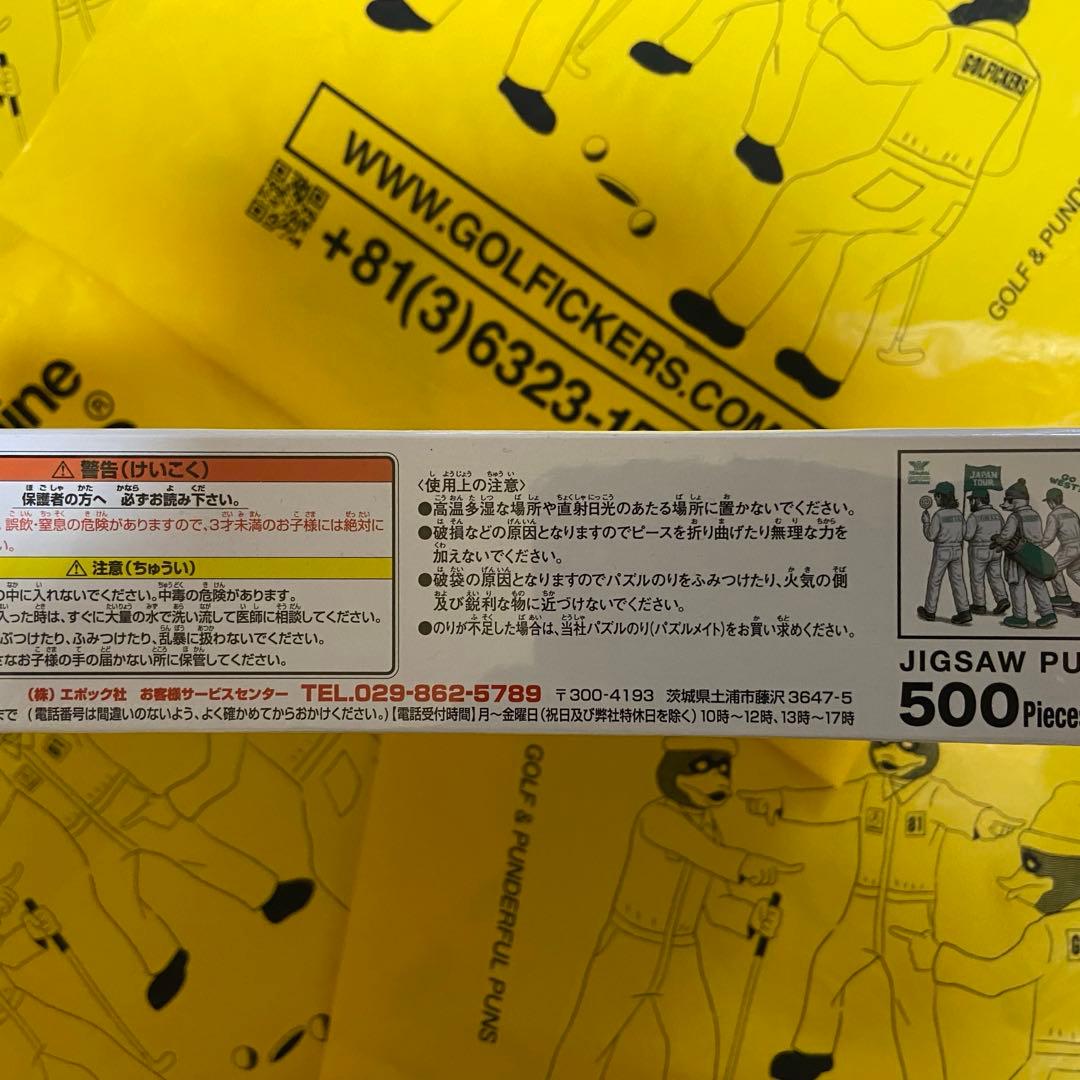 GOLFICKERS
WWW.GOLFICKERS.COM
+81(3)6323-15
GOLF & PUNDE
ine
®
⚠ 警告(けいこく)
保護者の方へ 必ずお読み下さい。
誤飲・窒息の危険がありますので、3才未満のお子様には絶対に
い。
⚠ 注意(ちゅうい)
の中に入れないでください。中毒の危険があります。
入った時は、すぐに大量の水で洗い流して医師に相談してください。
ぶつけたり、ふみつけたり、乱暴に扱わないでください。
さなお子様の手の届かない所に保管してください。
〈使用上の注意〉
●高温多湿な場所や直射日光のあたる場所に置かないでください。
●破損などの原因となりますのでピースを折り曲げたり無理な力を
加えないでください。
●破袋の原因となりますのでパズルのりをふみつけたり、火気の側
及び鋭利な物に近づけないでください。
●のりが不足した場合は、当社パズルのり(パズルメイト)をお買い求めください。
(株)エポック社 お客様サービスセンター TEL.029-862-5789 〒300-4193 茨城県土浦市藤沢3647-5
まで (電話番号は間違いのないよう、よく確かめてからおかけください。)【電話受付時間】月〜金曜日(祝日及び弊社特休日を除く)10時〜12時、13時〜17時
JAPAN
TOUR
GO
WEST
JIGSAW PU
500 Pieces
GOLF & PUNDERFUL PUNS
81
G